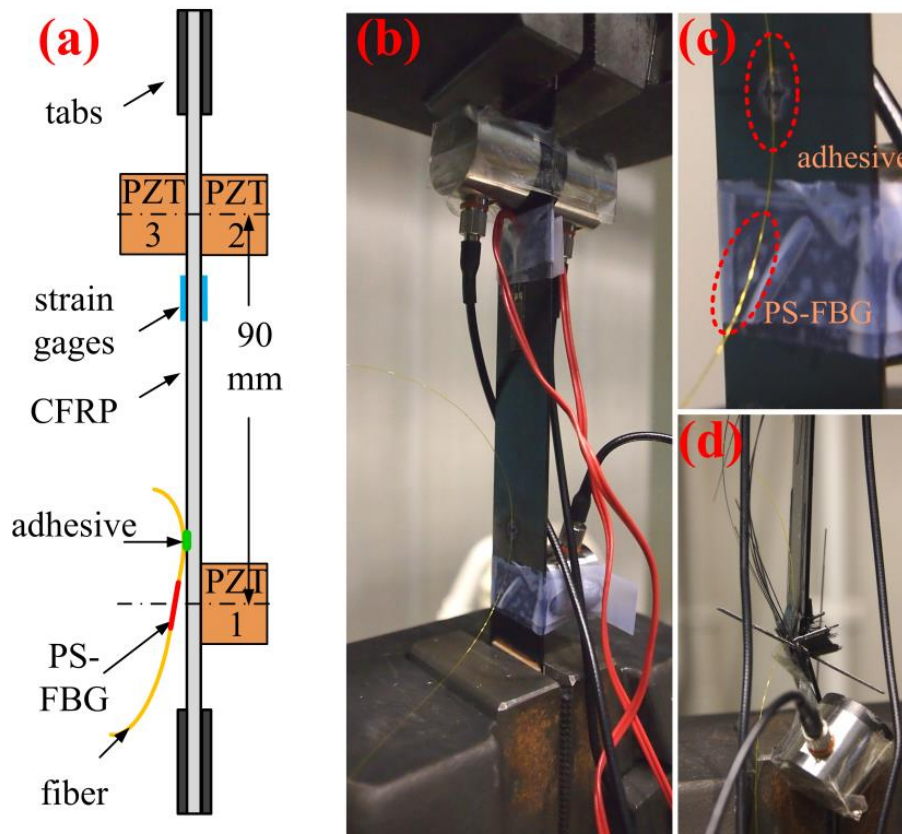 (a)
tabs
PZT
3
PZT
2
strain
gages
90
mm
CFRP
adhesive
PZT
1
PS-
FBG
fiber
(b)
(c)
adhesive
PS-FBG
(d)